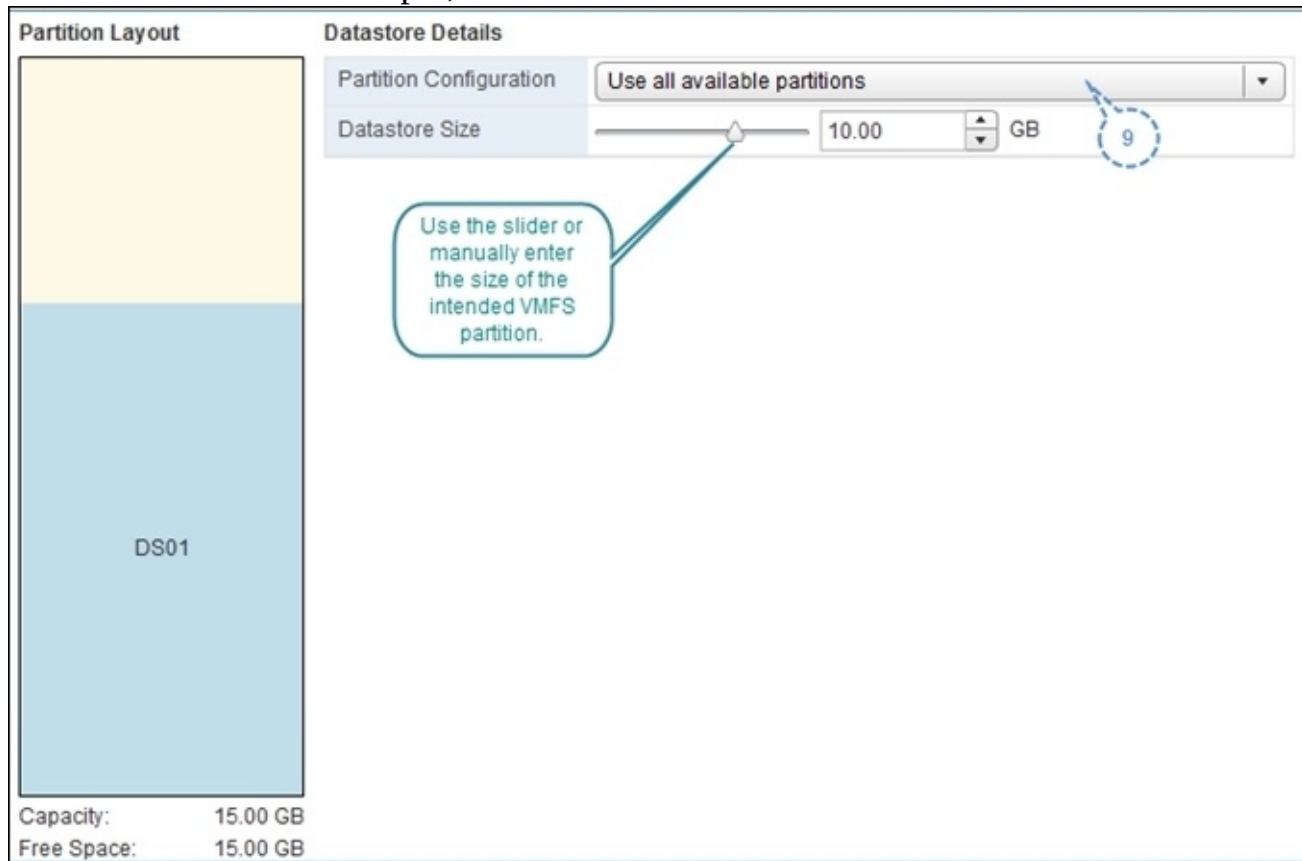 Partition Layout
Datastore Details
Partition Configuration
Use all available partitions
Datastore Size
10.00
GB
9
Use the slider or
manually enter
the size of the
intended VMFS
partition.
DS01
Capacity: 15.00 GB
Free Space: 15.00 GB